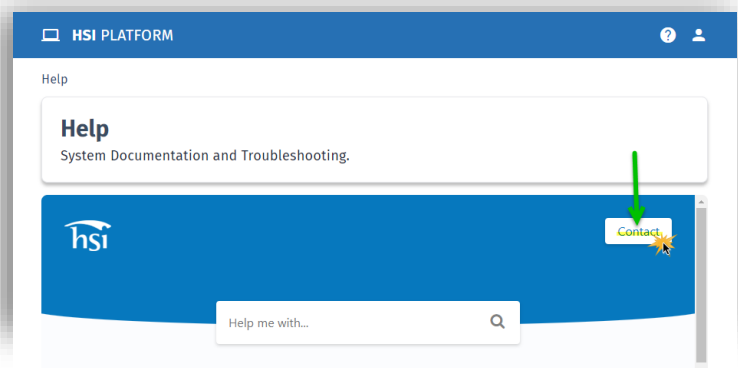 HSI PLATFORM
Help
Help
System Documentation and Troubleshooting.
hsi
Contact
Help me with...